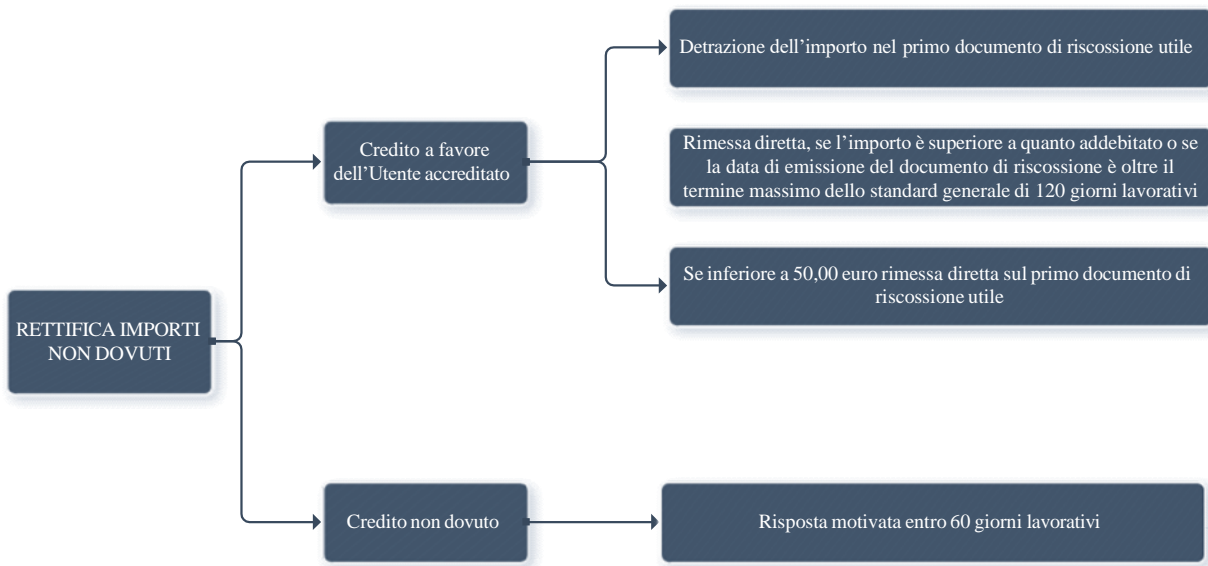 Detrazione dell’importo nel primo documento di riscossione utile
Credito a favore
dell’Utente accreditato
Rimessa diretta, se l’importo è superiore a quanto addebitato o se
la data di emissione del documento di riscossione è oltre il
termine massimo dello standard generale di 120 giorni lavorativi
Se inferiore a 50,00 euro rimessa diretta sul primo documento di
riscossione utile
RETTIFICA IMPORTI
NON DOVUTI
Credito non dovuto
Risposta motivata entro 60 giorni lavorativi